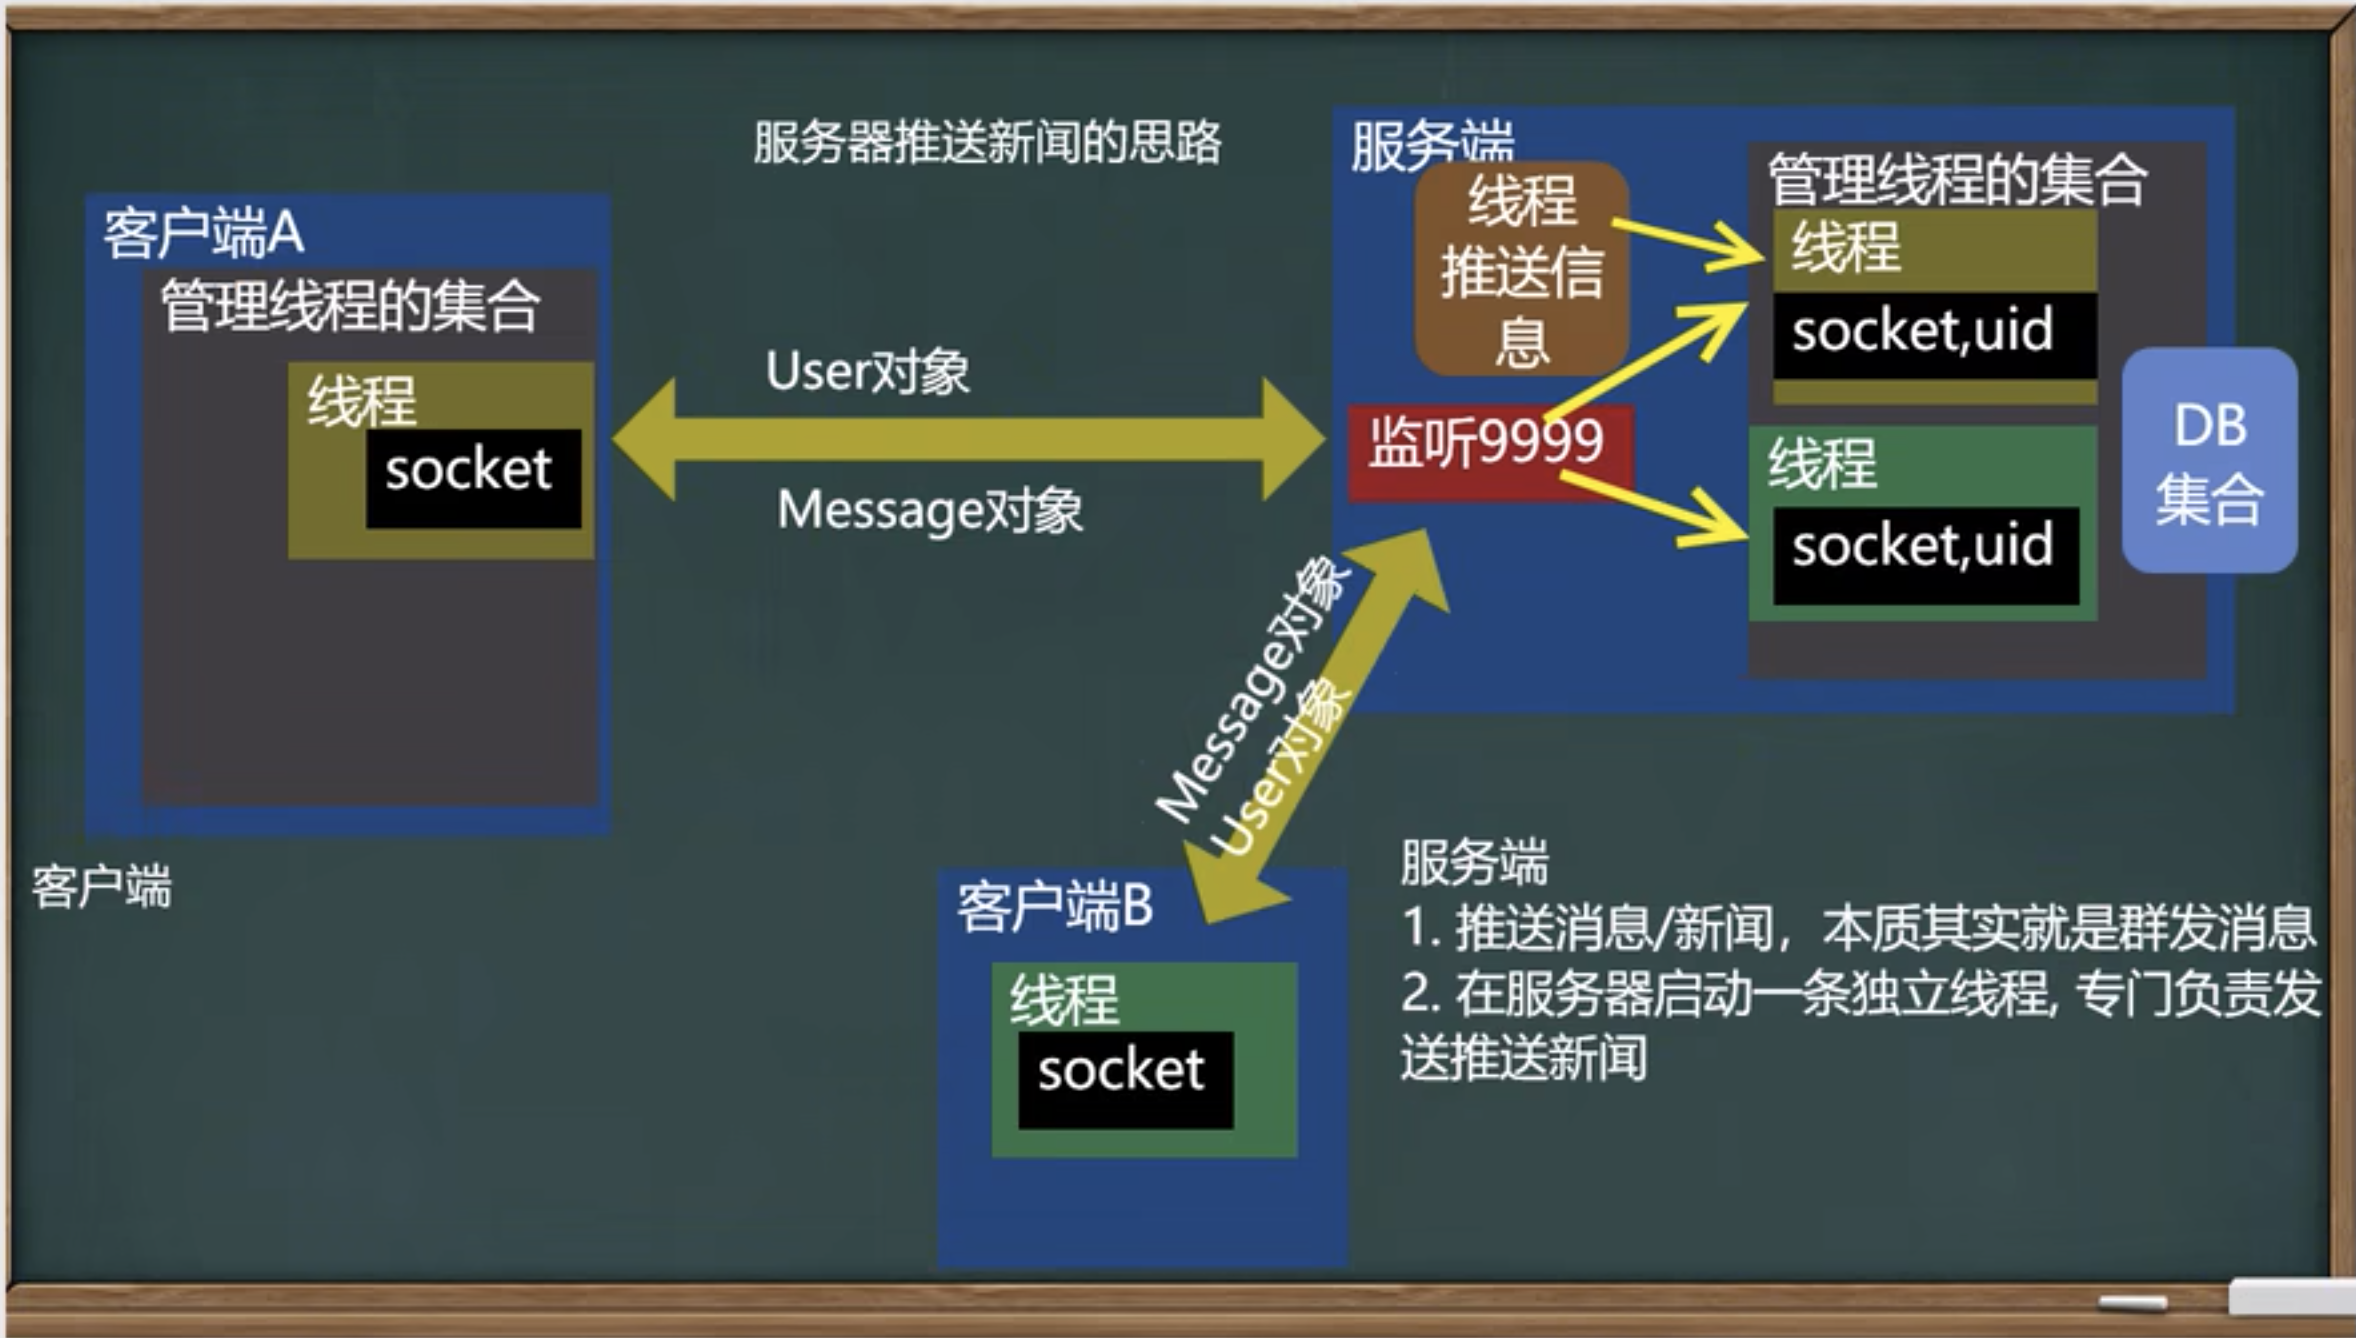 服务器推送新闻的思路
客户端A
管理线程的集合
线程
socket
客户端
User对象
Message对象
服务端
线程
推送信
息
监听9999
管理线程的集合
线程
socket,uid
线程
socket,uid
DB
集合
Message对象
User对象
客户端B
线程
socket
服务端
1. 推送消息/新闻，本质其实就是群发消息
2. 在服务器启动一条独立线程, 专门负责发
送推送新闻